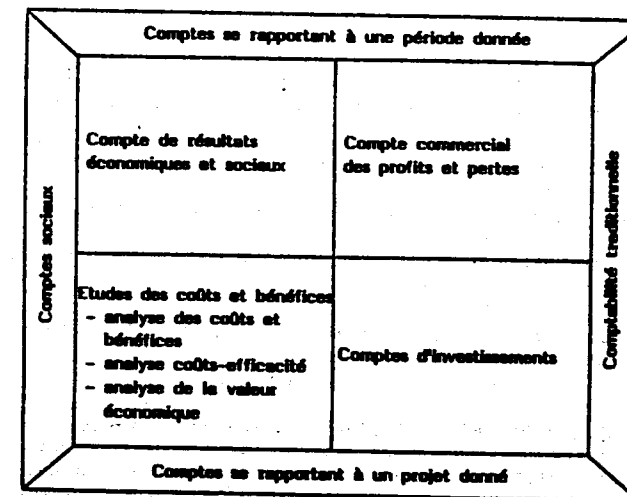 Comptes se rapportant à une période donnée
Comptes sociaux
Compte de résultats
économiques et sociaux
Compte commercial
des profits et pertes
Comptabilité traditionnelle
Etudes des coûts et bénéfices
- analyse des coûts et
bénéfices
- analyse coûts-efficacité
- analyse de la valeur
économique
Comptes d'investissements
Comptes se rapportant à un projet donné